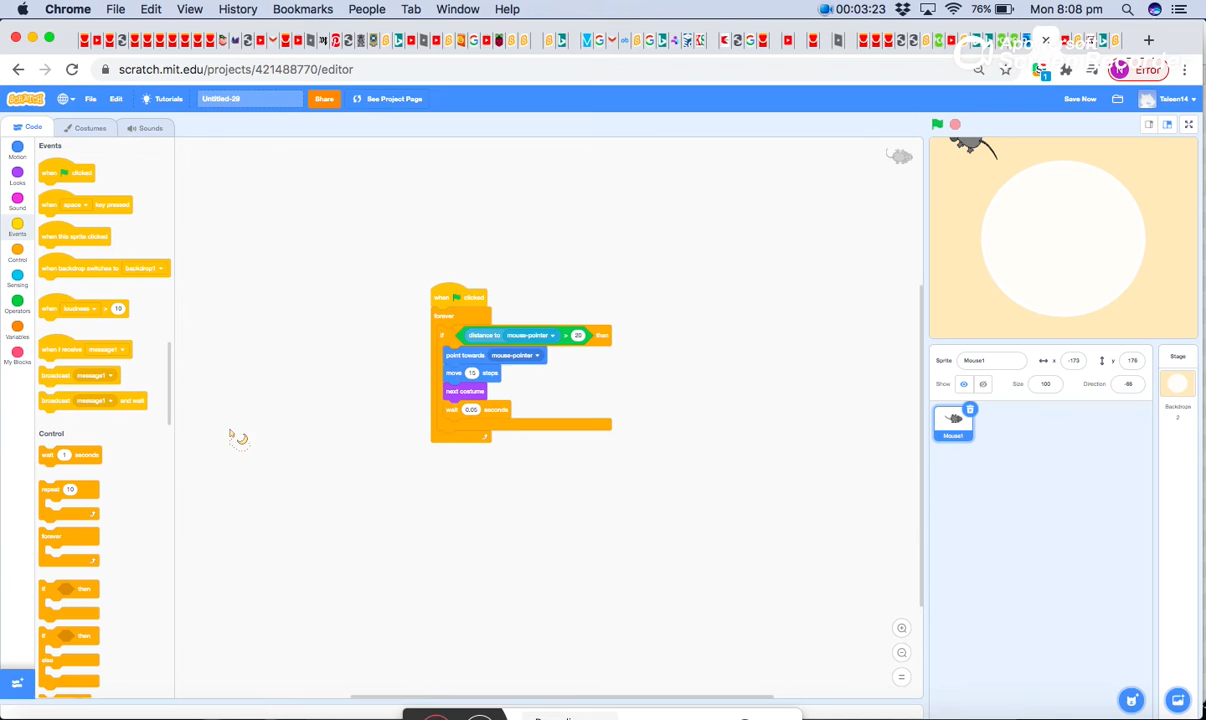 Chrome File Edit View History Bookmarks People Tab Window Help 00:03:23 76% Mon 8:08 pm
scratch.mit.edu/projects/421488770/editor
1
N Error
SCRATCH File Edit Tutorials Untitled-29 Share See Project Page Save Now Taleen14
Code Costumes Sounds
Motion
Looks
Sound
Events
Control
Sensing
Operators
Variables
My Blocks
Events
when clicked
when space key pressed
when this sprite clicked
when backdrop switches to backdrop1
when loudness > 10
when I receive message1
broadcast message1
broadcast message1 and wait
Control
wait 1 seconds
repeat 10
forever
if then
if then
else
when clicked
forever
if distance to mouse-pointer > 20 then
point towards mouse-pointer
move 15 steps
next costume
wait 0.05 seconds
Sprite Mouse1 x -173 y 176
Show Size 100 Direction -66
Mouse1
Stage
Backdrops
2